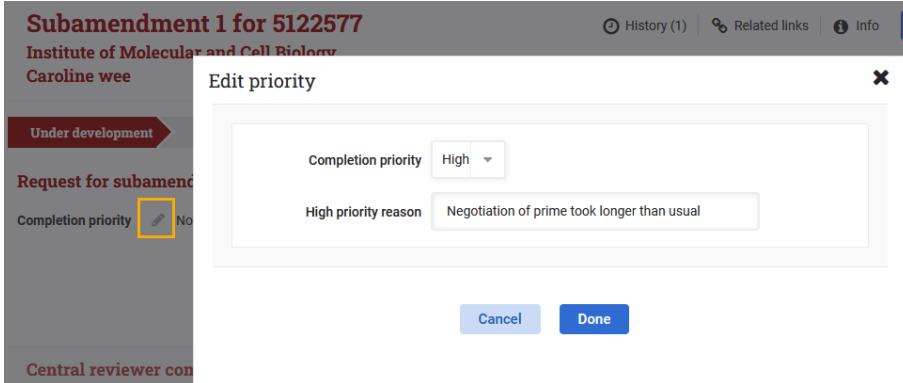 Subamendment 1 for 5122577
History (1)
Related links
Info
Institute of Molecular and Cell Biology
Caroline wee
Edit priority
Under development
Completion priority
High
Request for subamend
High priority reason
Negotiation of prime took longer than usual
Completion priority
No
Cancel
Done
Central reviewer con